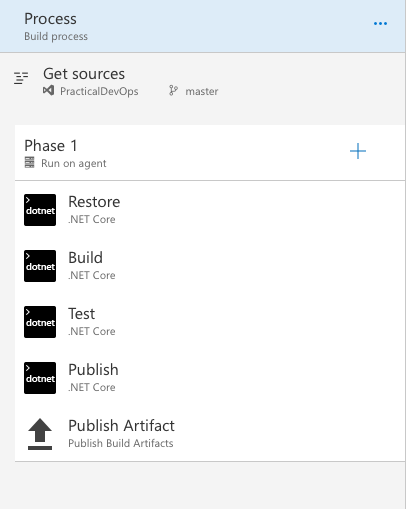 Process
Build process
Get sources
PracticalDevOps master
Phase 1
Run on agent
>
dotnet
Restore
.NET Core
>
dotnet
Build
.NET Core
>
dotnet
Test
.NET Core
>
dotnet
Publish
.NET Core
Publish Artifact
Publish Build Artifacts